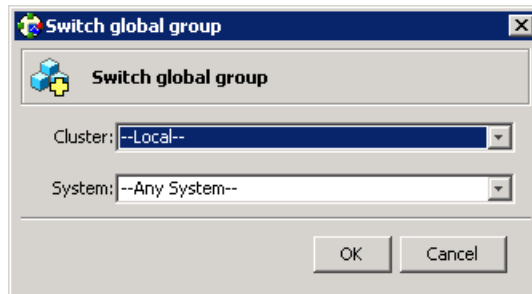 Switch global group
Switch global group
Cluster: --Local--
System: --Any System--
OK Cancel